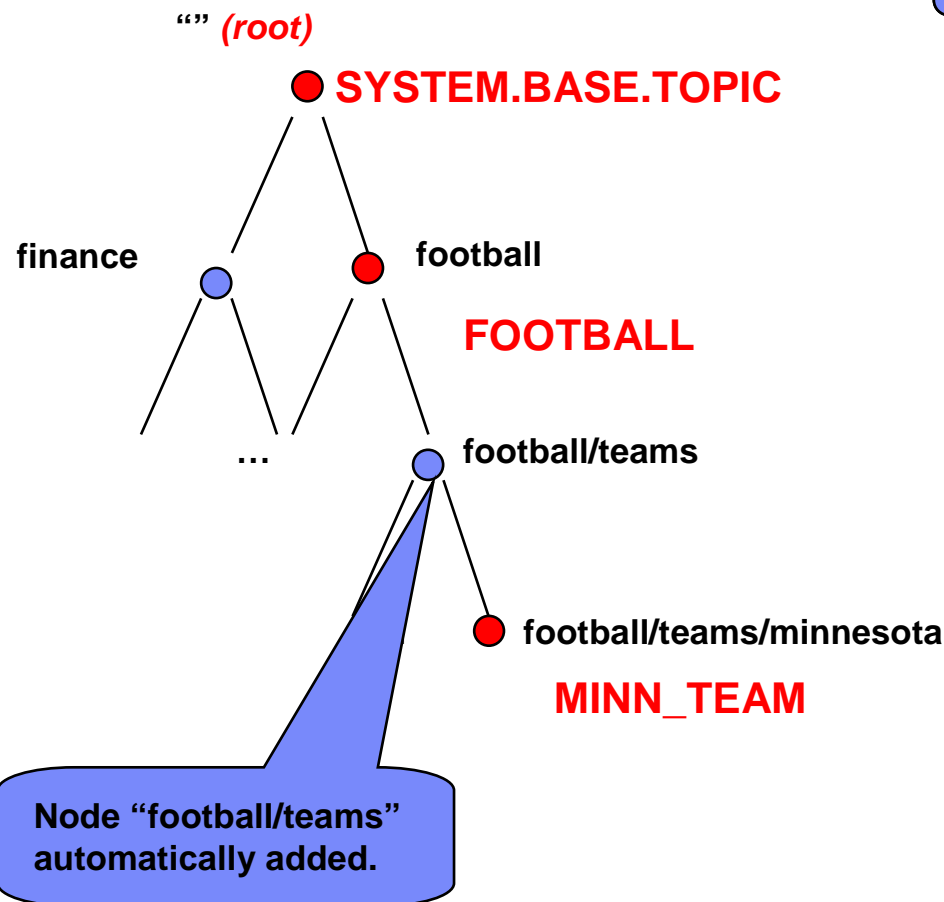 “” (root)
SYSTEM.BASE.TOPIC
finance
football
FOOTBALL
…
football/teams
football/teams/minnesota
MINN_TEAM
Node “football/teams”
automatically added.